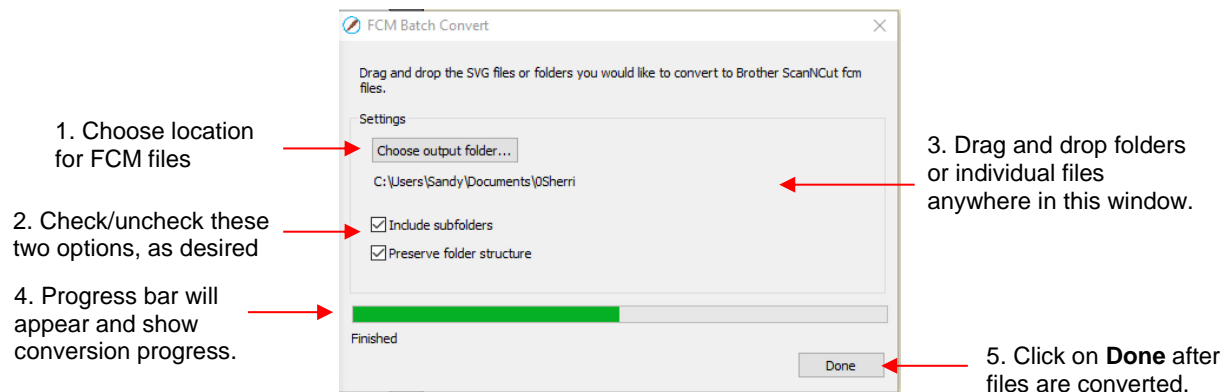 FCM Batch Convert
Drag and drop the SVG files or folders you would like to convert to Brother ScanNCut fcm
files.
Settings
1. Choose location
for FCM files
Choose output folder...
C:\Users\Sandy\Documents\0Sherri
3. Drag and drop folders
or individual files
anywhere in this window.
2. Check/uncheck these
two options, as desired
Include subfolders
Preserve folder structure
4. Progress bar will
appear and show
conversion progress.
Finished
Done
5. Click on Done after
files are converted.